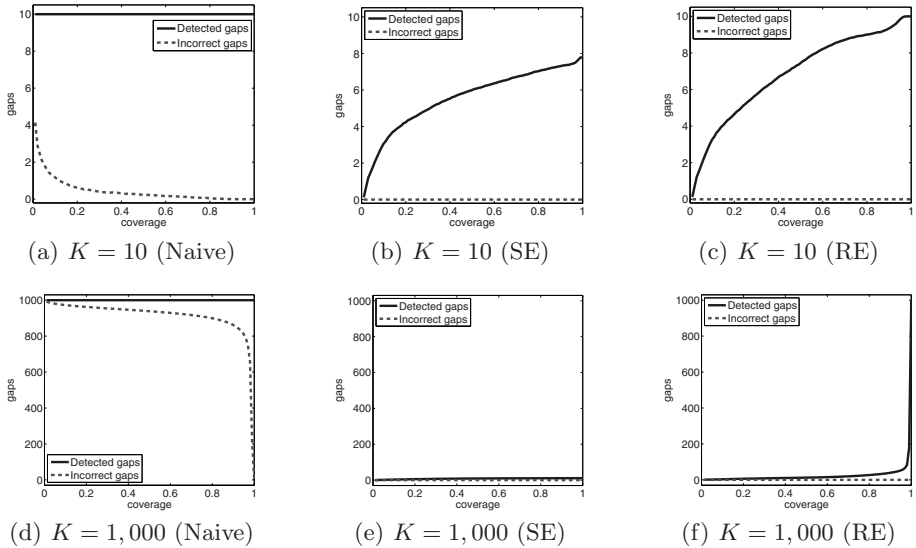 10
8
6
4
2
0
gaps
Detected gaps
Incorrect gaps
0 0.2 0.4 0.6 0.8 1
coverage
(a) K = 10 (Naive)
10
8
6
4
2
0
gaps
Detected gaps
Incorrect gaps
0 0.2 0.4 0.6 0.8 1
coverage
(b) K = 10 (SE)
10
8
6
4
2
0
gaps
Detected gaps
Incorrect gaps
0 0.2 0.4 0.6 0.8 1
coverage
(c) K = 10 (RE)
1000
800
600
400
200
0
gaps
Detected gaps
Incorrect gaps
0 0.2 0.4 0.6 0.8 1
coverage
(d) K = 1, 000 (Naive)
1000
800
600
400
200
0
gaps
Detected gaps
Incorrect gaps
0 0.2 0.4 0.6 0.8 1
coverage
(e) K = 1, 000 (SE)
1000
800
600
400
200
0
gaps
Detected gaps
Incorrect gaps
0 0.2 0.4 0.6 0.8 1
coverage
(f) K = 1, 000 (RE)